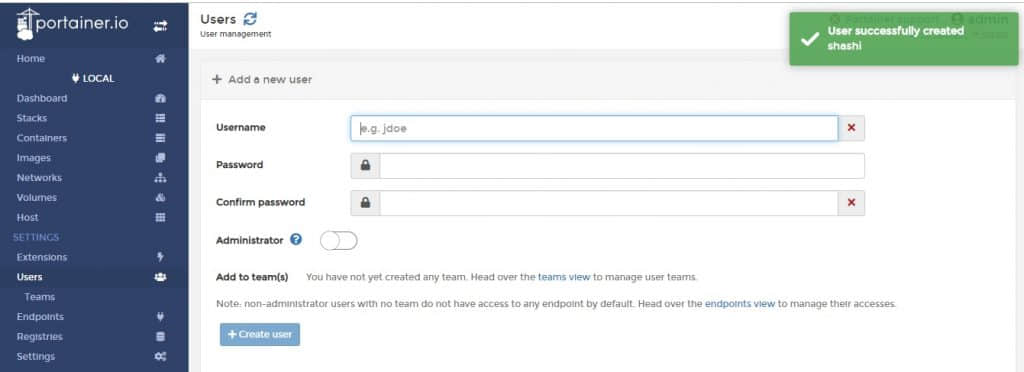 portainer.io
Home
LOCAL
Dashboard
Stacks
Containers
Images
Networks
Volumes
Host
SETTINGS
Extensions
Users
Teams
Endpoints
Registries
Settings
Users
User management
Portainer support admin
User successfully created
shashi
Add a new user
Username
e.g. jdoe
Password
Confirm password
Administrator
Add to team(s) You have not yet created any team. Head over the teams view to manage user teams.
Note: non-administrator users with no team do not have access to any endpoint by default. Head over the endpoints view to manage their accesses.
Create user